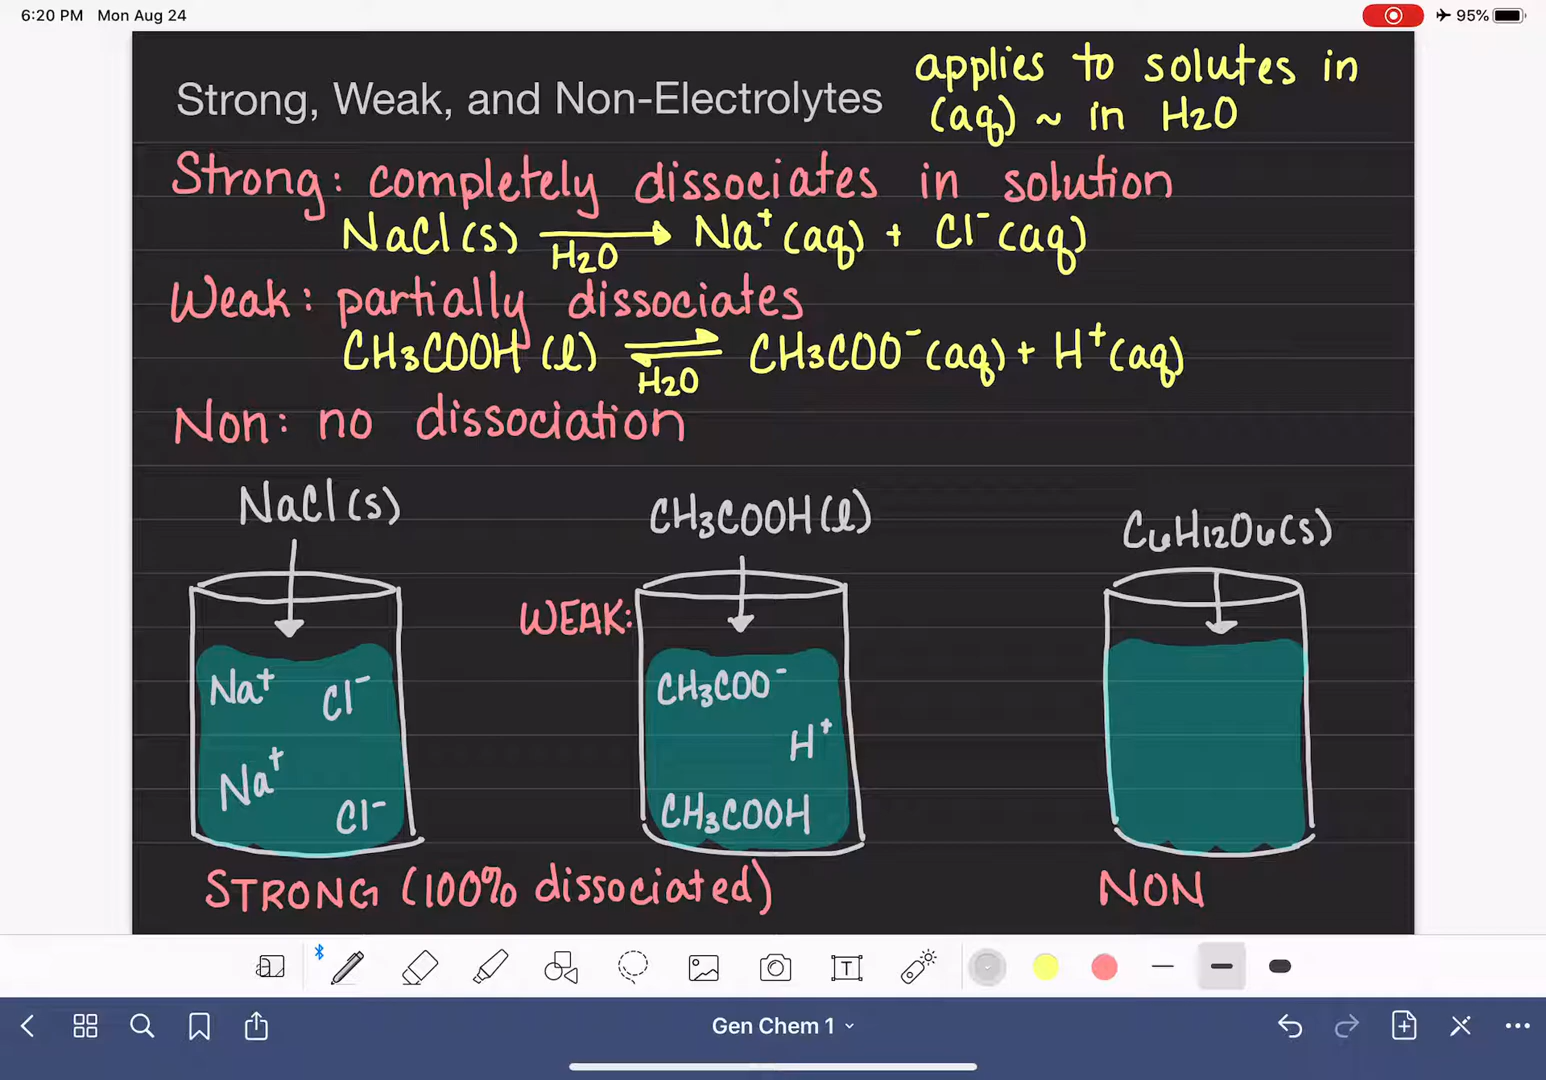 6:20 PM Mon Aug 24
95%
Strong, Weak, and Non-Electrolytes
applies to solutes in
(aq) ~ in H2O
Strong: completely dissociates in solution
NaCl(s) → Na⁺(aq) + Cl⁻(aq)
H2O
Weak: partially dissociates
CH3COOH(l) ⇌ CH3COO⁻(aq) + H⁺(aq)
H2O
Non: no dissociation
NaCl(s)
CH3COOH(l)
C6H12O6(s)
WEAK:
Na⁺ Cl⁻
Na⁺
Cl⁻
CH3COO⁻
H⁺
CH3COOH
STRONG (100% dissociated)
NON
T
Gen Chem 1